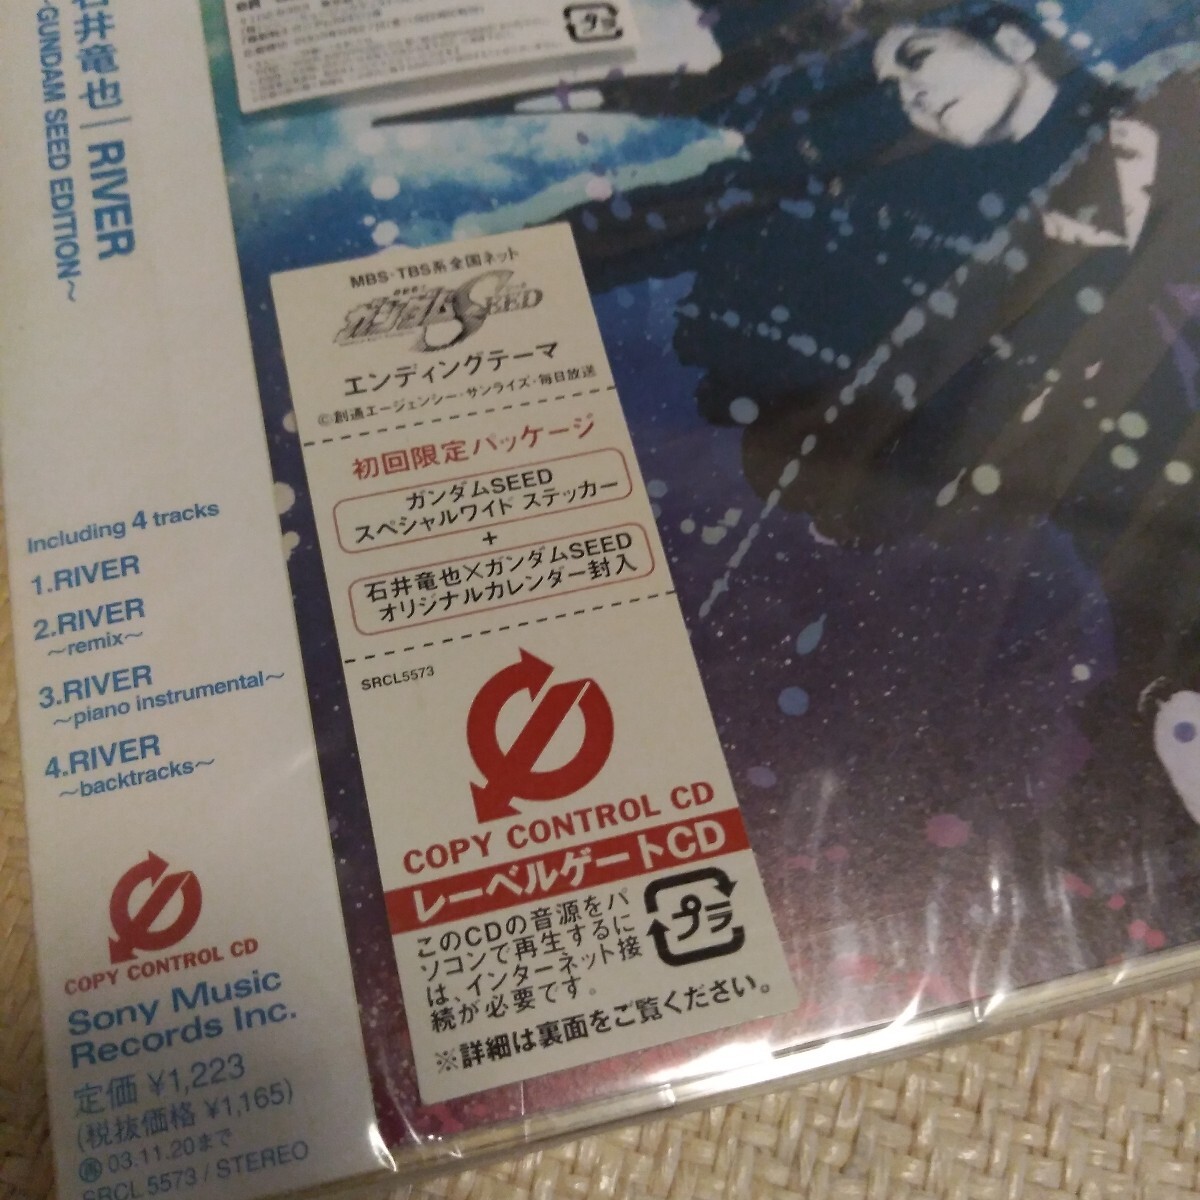 石井竜也 | RIVER
~GUNDAM SEED EDITION~
Including 4 tracks
1.RIVER
2.RIVER
~remix~
3.RIVER
~piano instrumental~
4.RIVER
~backtracks~
COPY CONTROL CD
Sony Music
Records Inc.
定価 ¥1,223
(税抜価格 ¥1,165)
03.11.20まで
SRCL 5573 / STEREO
プラ
MBS・TBS系全国ネット
ガンダムSEED
エンディングテーマ
©創通エージェンシー・サンライズ・毎日放送
初回限定パッケージ
ガンダムSEED
スペシャルワイド ステッカー
+
石井竜也×ガンダムSEED
オリジナルカレンダー封入
SRCL5573
COPY CONTROL CD
レーベルゲートCD
このCDの音源をパ
ソコンで再生するに
は、インターネット接
続が必要です。
プラ
※詳細は裏面をご覧ください。